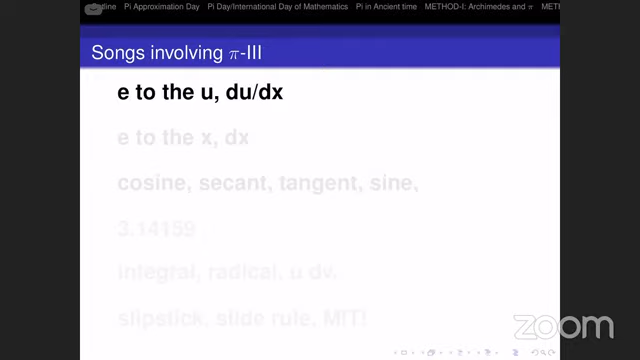 Outline Pi Approximation Day Pi Day/International Day of Mathematics Pi in Ancient time METHOD-I: Archimedes and π METH
Songs involving π-III
e to the u, du/dx
e to the x, dx
cosine, secant, tangent, sine,
3.14159
integral, radical, u dv.
slipstick, slide rule, MIT!
zoom